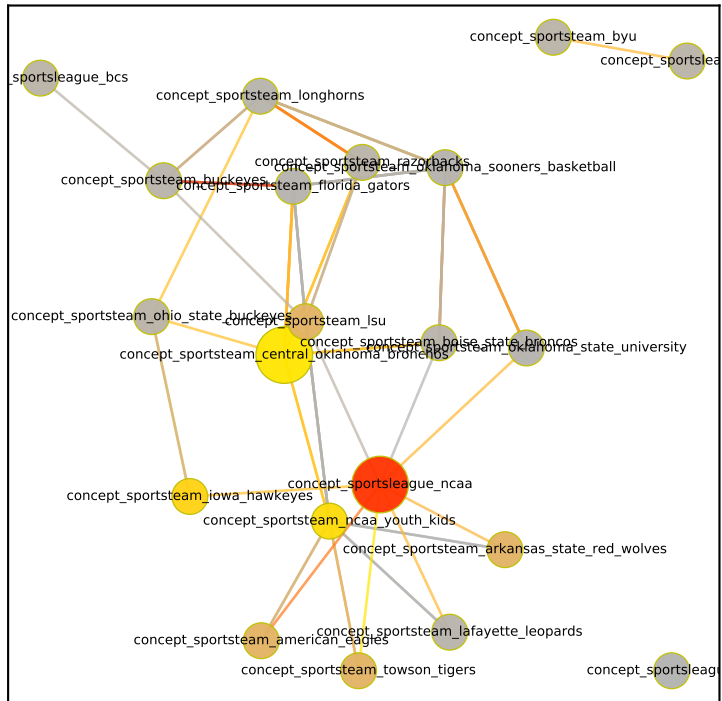 concept_sportsteam_byu
concept_sportslea
_sportsleague_bcs
concept_sportsteam_longhorns
concept_sportsteam_razorbacks
concept_sportsteam_oklahoma_sooners_basketball
concept_sportsteam_buckeyes
concept_sportsteam_florida_gators
concept_sportsteam_ohio_state_buckeyes
concept_sportsteam_lsu
concept_sportsteam_boise_state_broncos
concept_sportsteam_oklahoma_state_university
concept_sportsteam_central_oklahoma_bronchos
concept_sportsleague_ncaa
concept_sportsteam_iowa_hawkeyes
concept_sportsteam_ncaa_youth_kids
concept_sportsteam_arkansas_state_red_wolves
concept_sportsteam_lafayette_leopards
concept_sportsteam_american_eagles
concept_sportsteam_towson_tigers
concept_sportsleagu